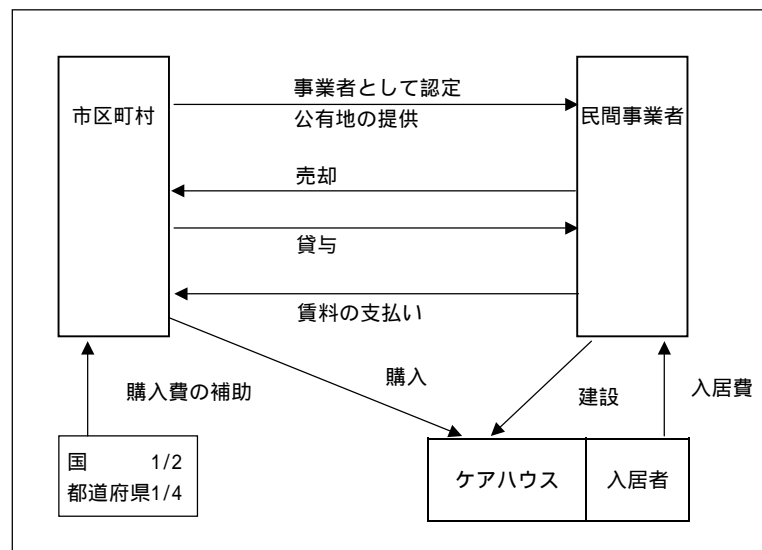 市区町村
事業者として認定
公有地の提供
民間事業者
売却
貸与
賃料の支払い
購入費の補助
購入
建設
入居費
国 1/2
都道府県1/4
ケアハウス
入居者